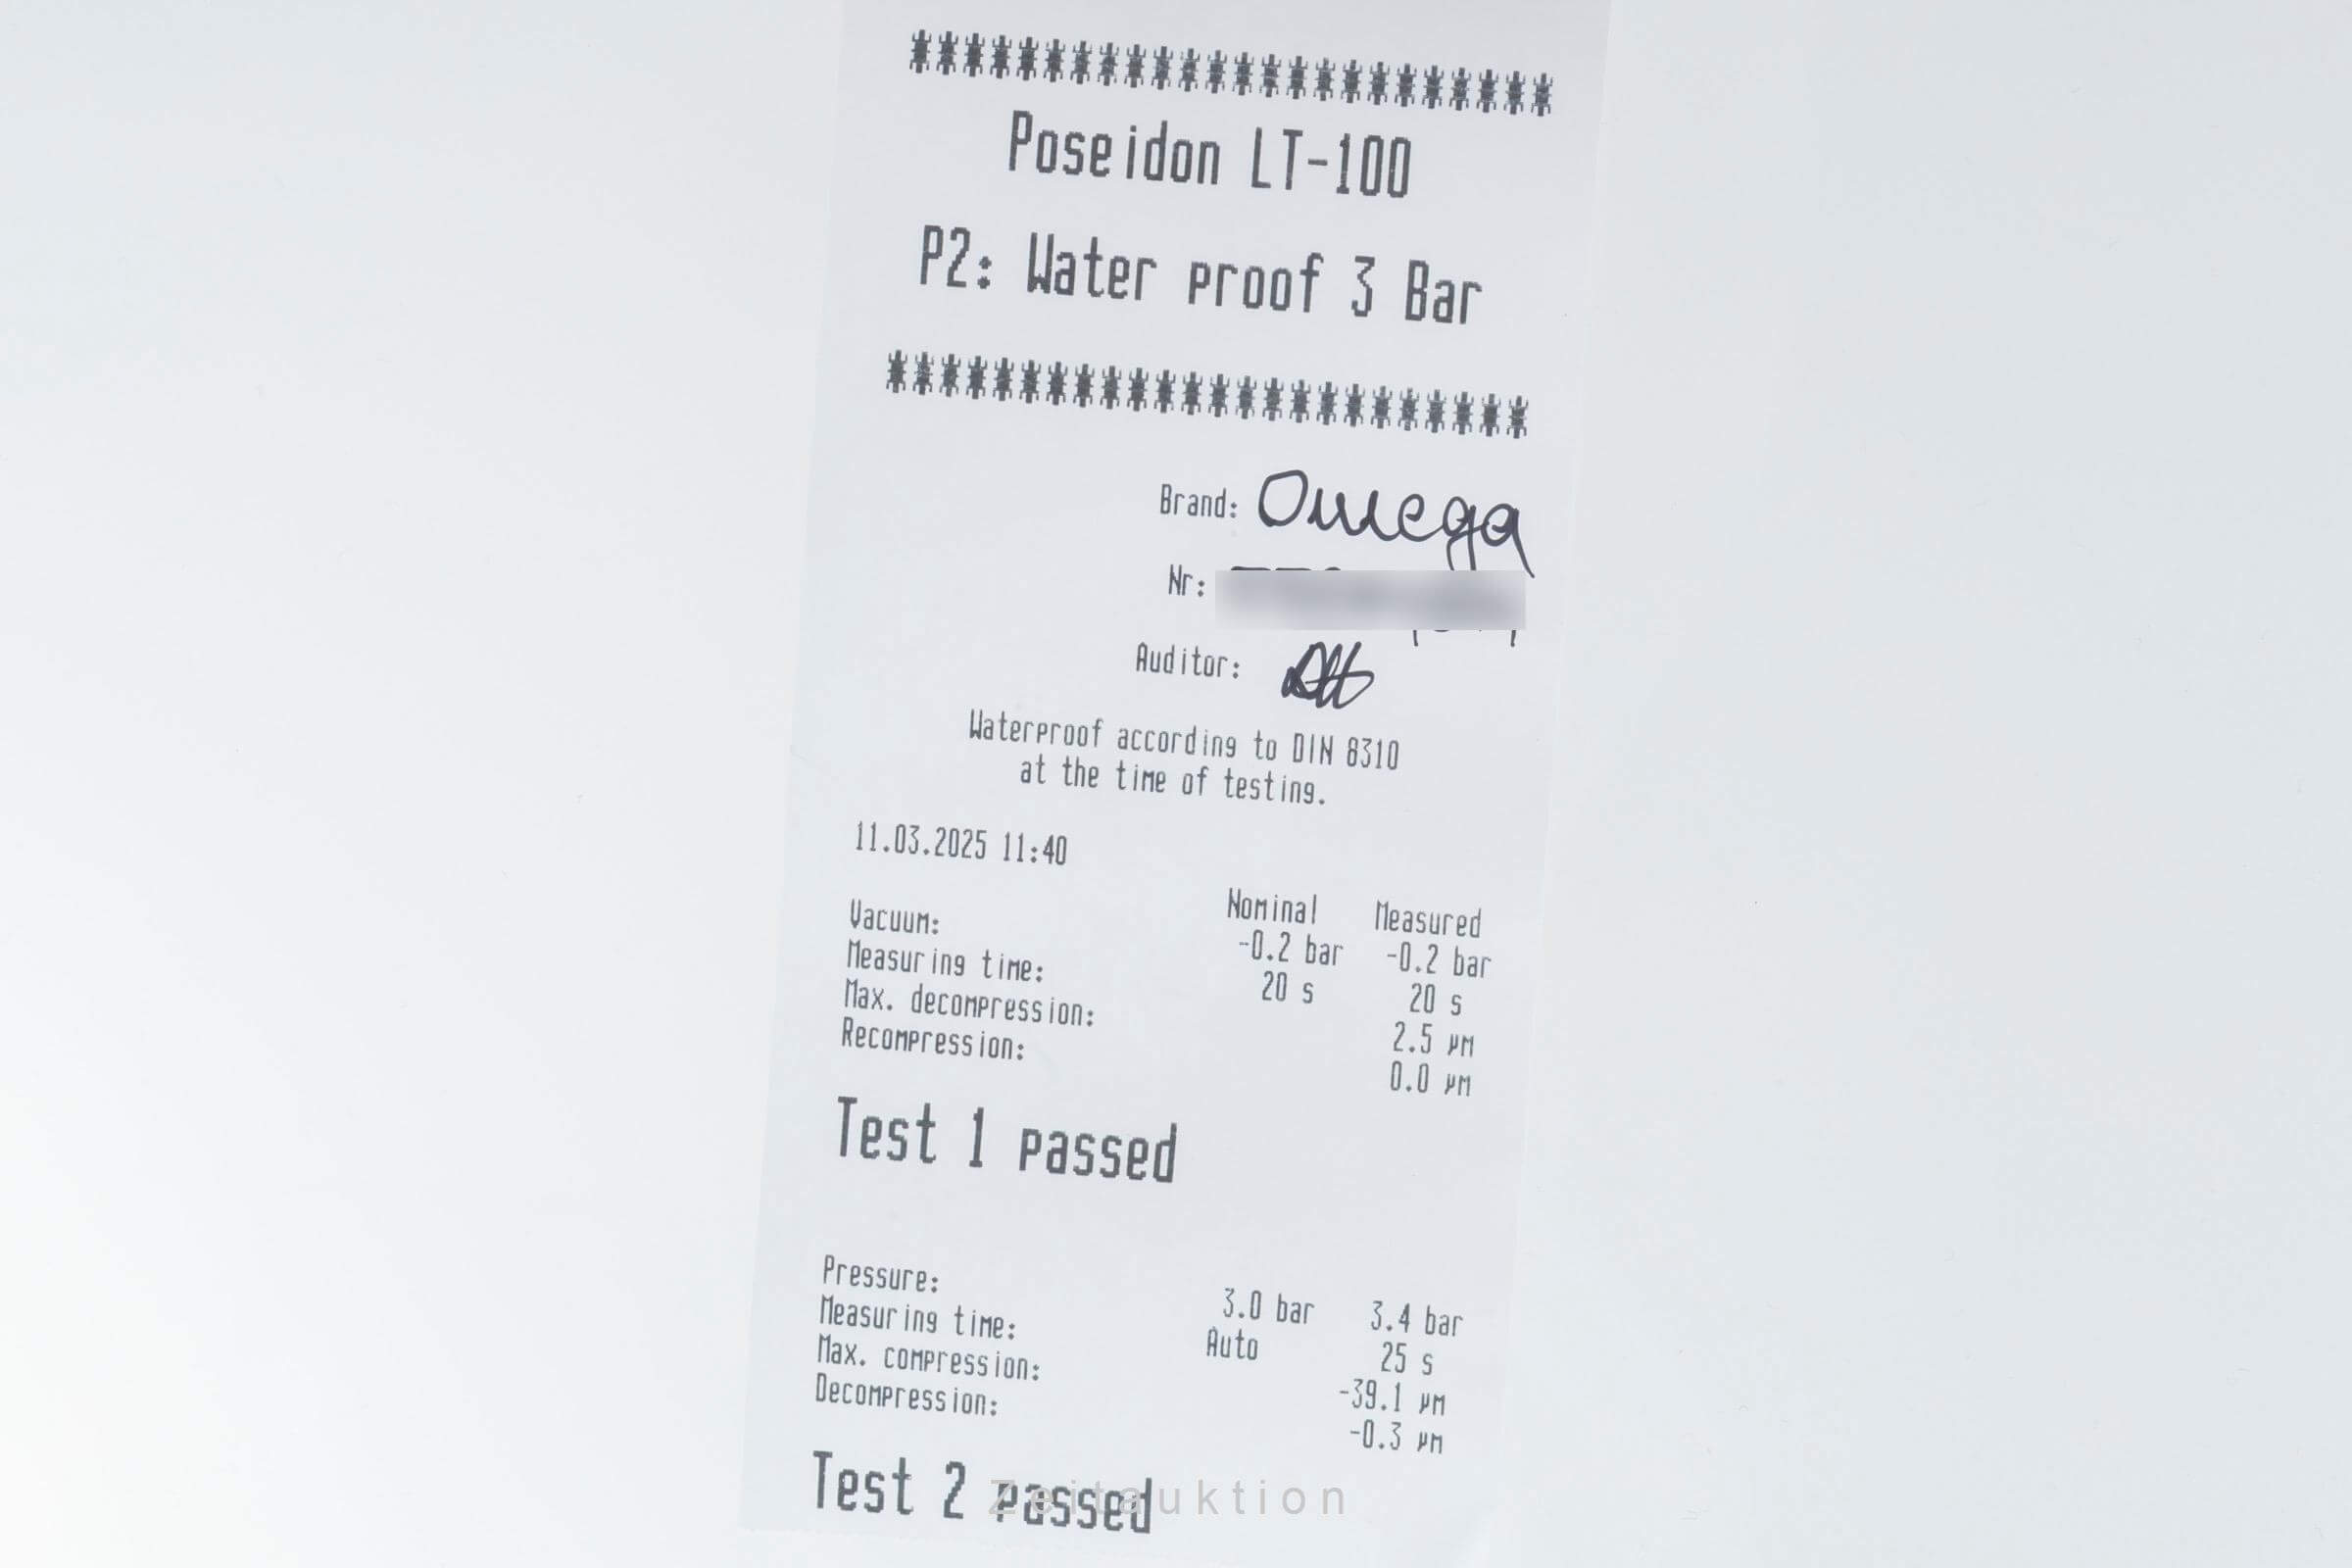 Poseidon LT-100
P2: Water proof 3 Bar
Brand: Omega
Nr:
Auditor:
Waterproof according to DIN 8310
at the time of testing.
11.03.2025 11:40
Nominal Measured
Vacuum: -0.2 bar -0.2 bar
Measuring time: 20 s 20 s
Max. decompression: 2.5 µm
Recompression: 0.0 µm
Test 1 passed
Pressure: 3.0 bar 3.4 bar
Measuring time: Auto 25 s
Max. compression: -39.1 µm
Decompression: -0.3 µm
Test 2 passed
Zeitauktion